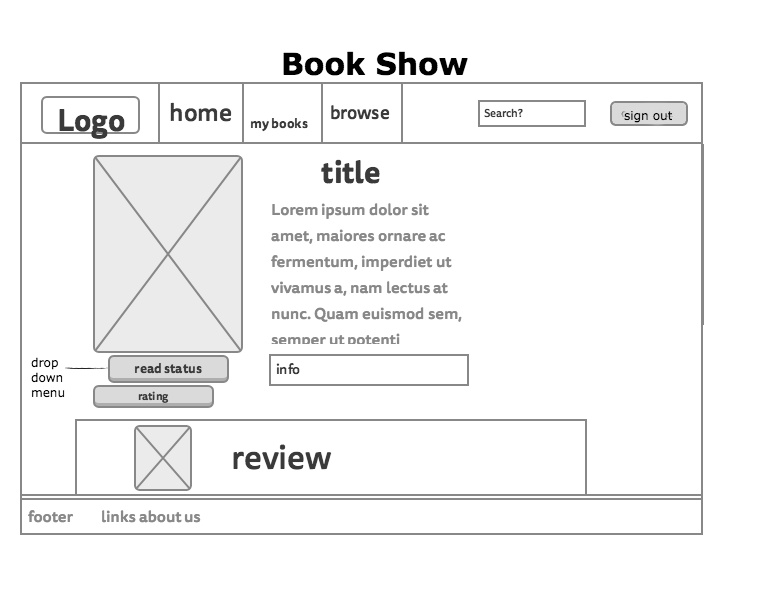 Book Show
Logo
home
my books
browse
Search?
sign out
title
Lorem ipsum dolor sit
amet, maiores ornare ac
fermentum, imperdiet ut
vivamus a, nam lectus at
nunc. Quam euismod sem,
semper ut potenti
drop
down
menu
read status
rating
info
review
footer
links about us